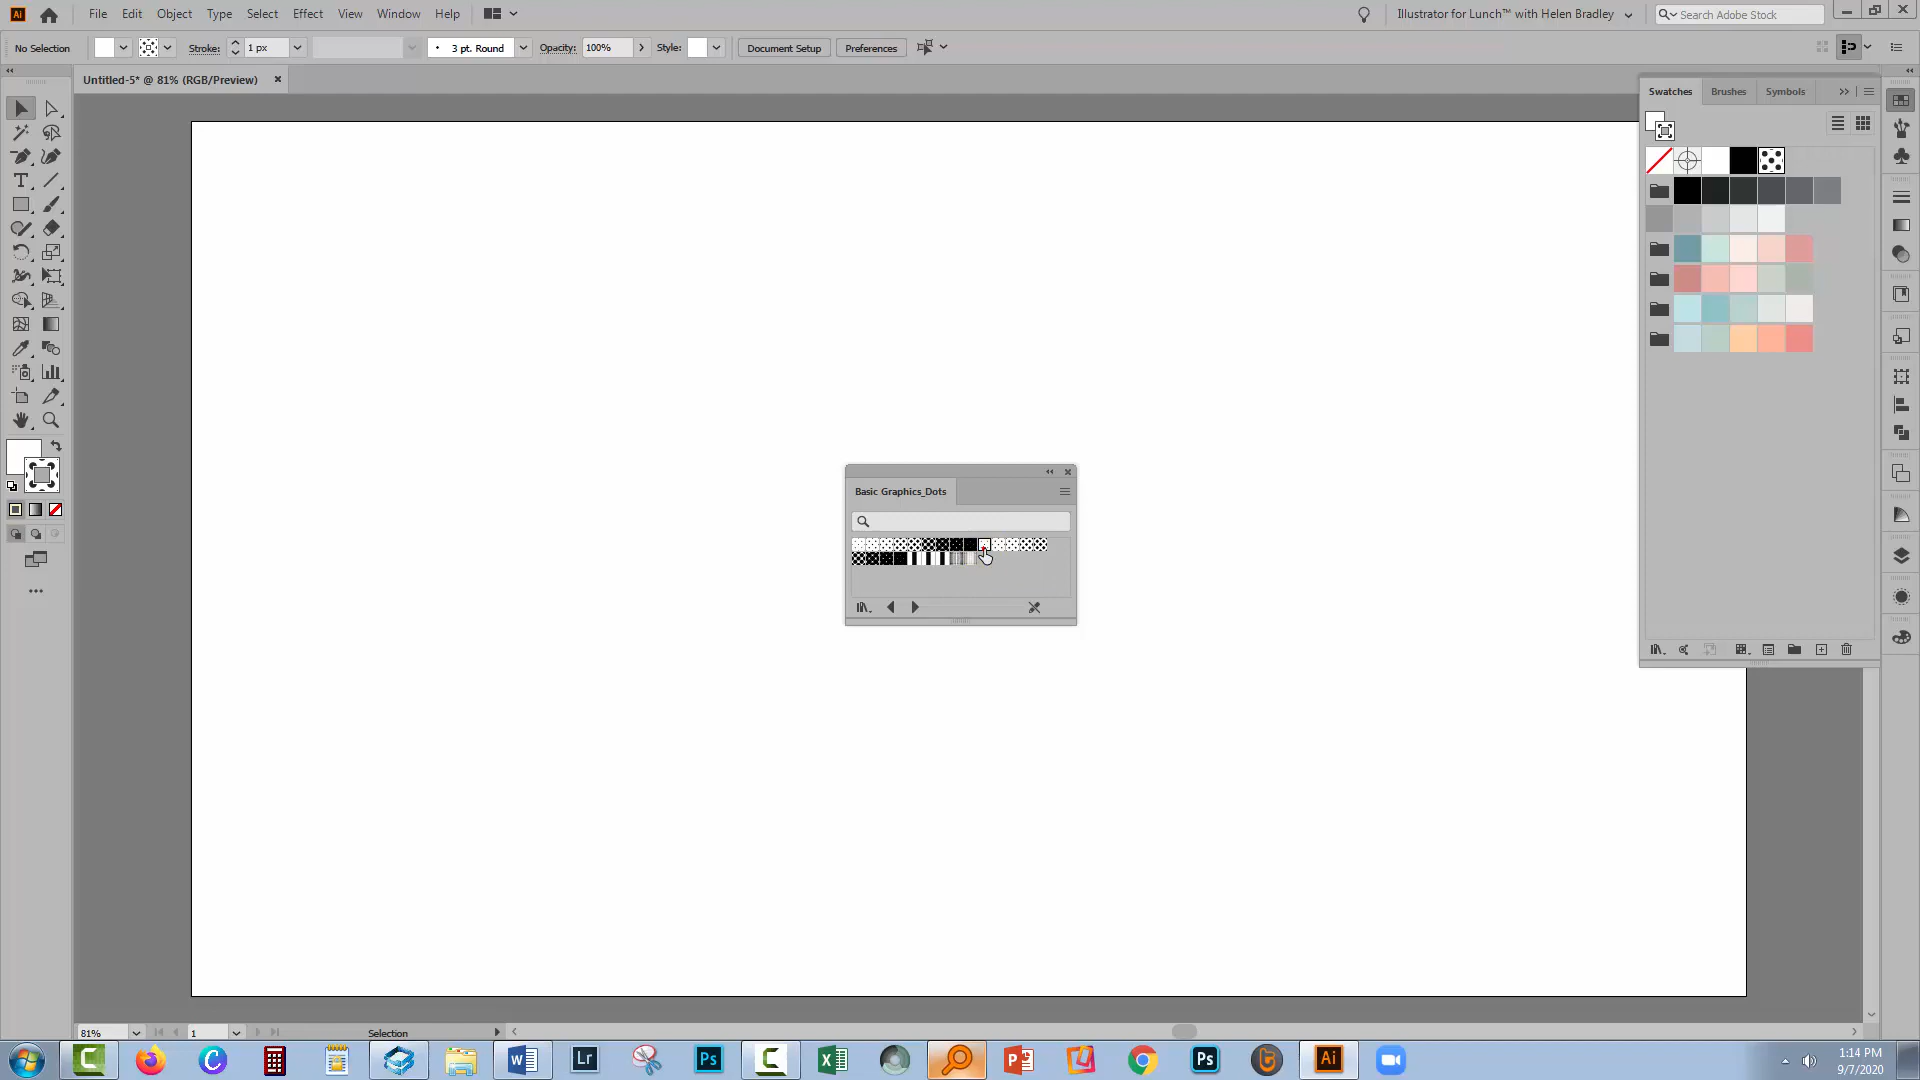 File Edit Object Type Select Effect View Window Help
Illustrator for Lunch™ with Helen Bradley
Search Adobe Stock
No Selection
Stroke: 1 px
3 pt. Round
Opacity: 100%
Style:
Document Setup
Preferences
Untitled-5* @ 81% (RGB/Preview)
Swatches Brushes Symbols
Basic Graphics_Dots
81%
1
Selection
1:14 PM
9/7/2020